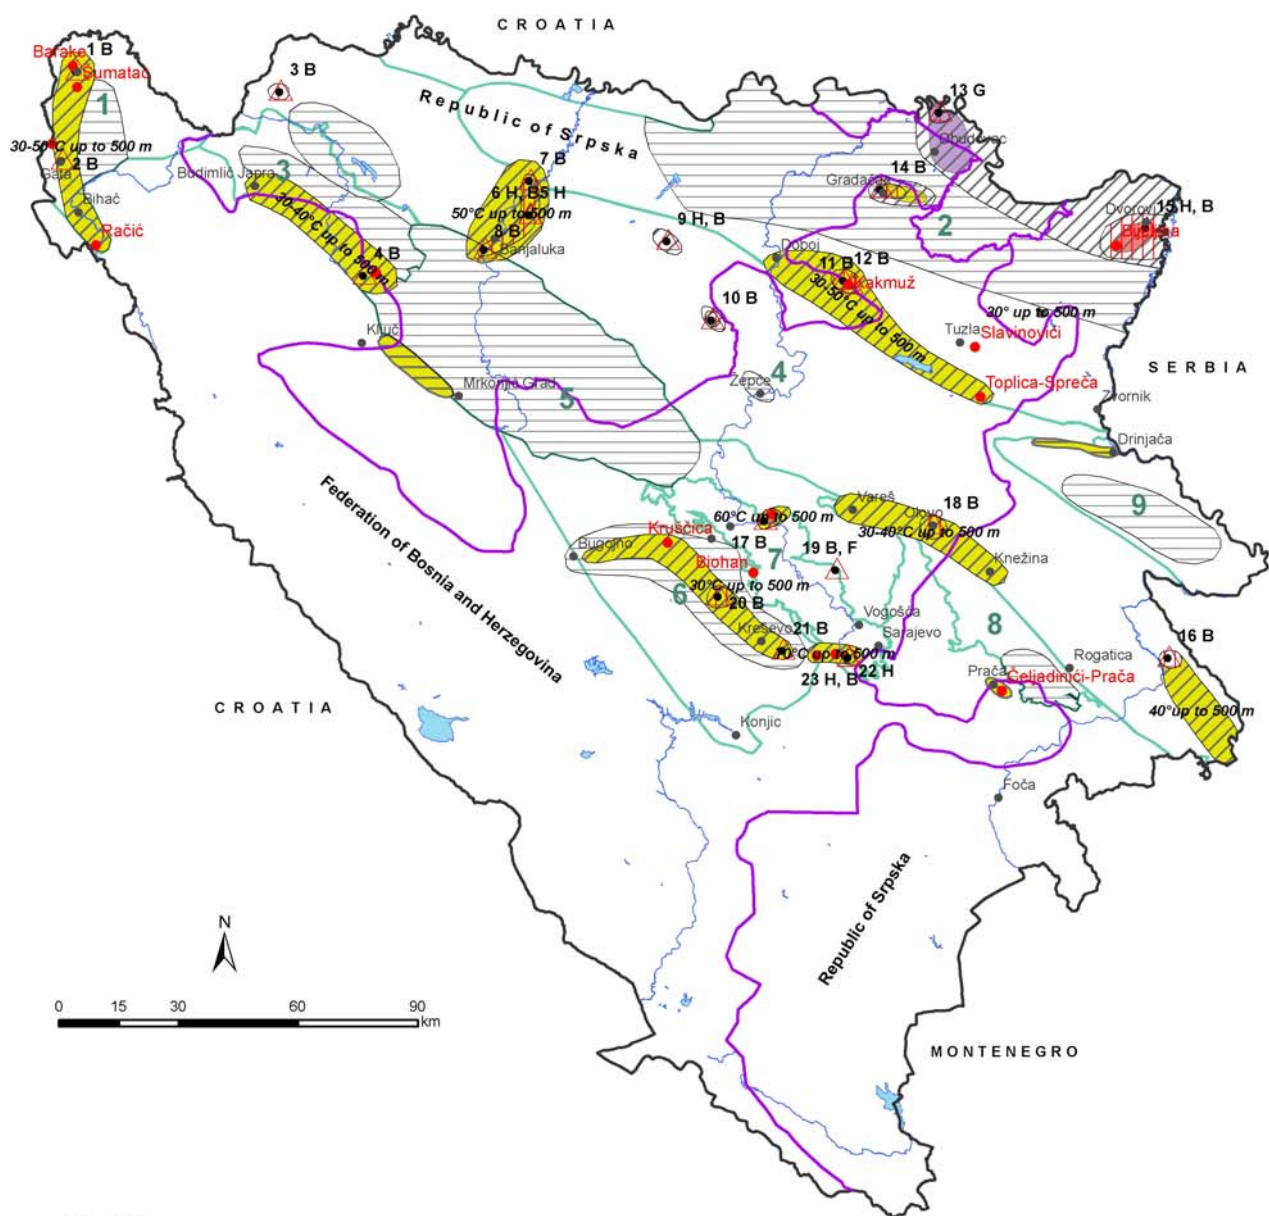 CROATIA
Barake
1 B
Šumatac
3 B
1
13 G
Republic of Srpska
Obudovac
30-50°C up to 500 m
2 B
Gata
Budimlić Japra
3
7 B
14 B
Gradačac
6 H, B
5 H
Bihać
30-40°C up to 500 m
50°C up to 500 m
Dvorovi
15 H, B
2
Račić
8 B
Banjaluka
9 H, B
Doboj
4 B
11 B
12 B
Kakmuž
30-50°C up to 500 m
10 B
30° up to 500 m
Ključ
Tuzla
Slavinovići
4
SERBIA
Žepce
Mrkonjić Grad
5
Toplica-Spreča
Zvornik
Drinjača
Federation of Bosnia and Herzegovina
Vareš
18 B
9
60°C up to 500 m
Olovo
30-40°C up to 500 m
Kruščica
17 B
7
19 B, F
Bugojno
Biohan
Knežina
30°C up to 500 m
6
20 B
Vogošća
Kreševo
21 B
Sarajevo
8
16 B
22 H
23 H, B
Rogatica
Prača
Čeljadinići-Prača
CROATIA
40°up to 500 m
Konjic
Foča
N
Republic of Srpska
0 15 30 60 90
km
MONTENEGRO